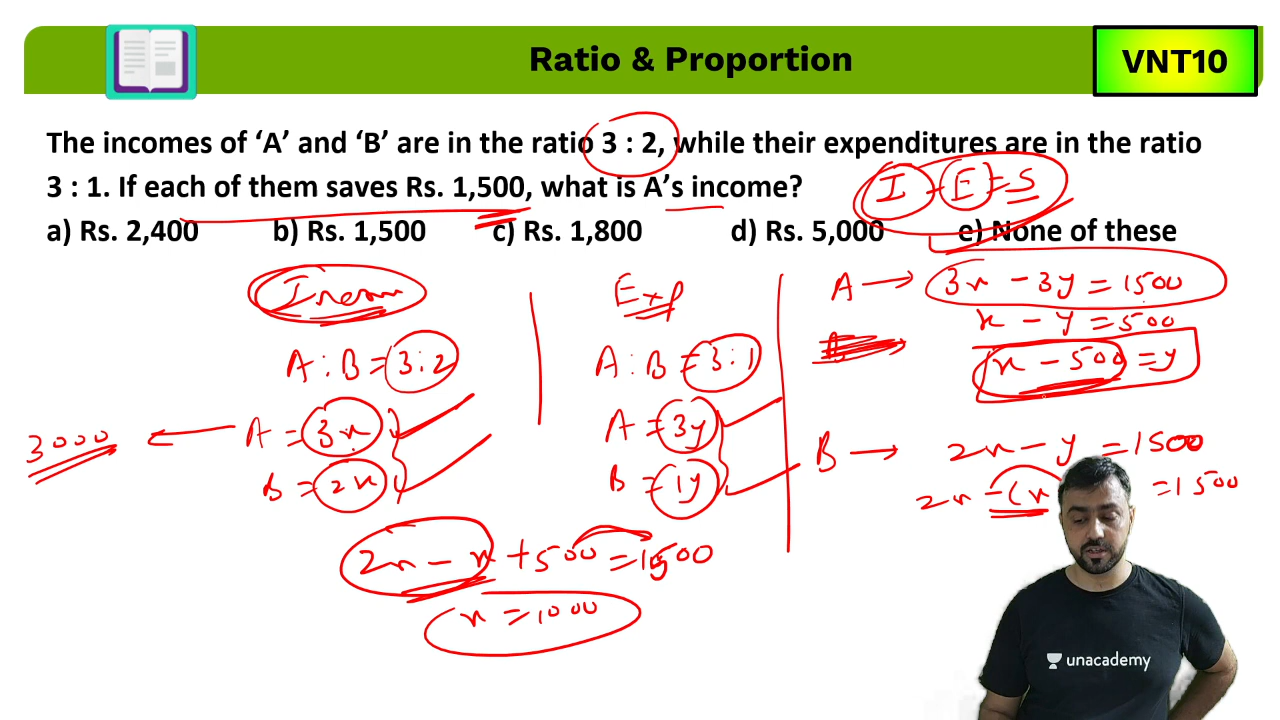 Ratio & Proportion
VNT10
The incomes of ‘A’ and ‘B’ are in the ratio 3 : 2, while their expenditures are in the ratio
3 : 1. If each of them saves Rs. 1,500, what is A’s income?
a) Rs. 2,400 b) Rs. 1,500 c) Rs. 1,800 d) Rs. 5,000 e) None of these
I - E = S
Exp
A : B = 3 : 2
A = 3x
B = 2x
3000
A : B = 3 : 1
A = 3y
B = 1y
A → 3x - 3y = 1500
x - y = 500
x - 500 = y
B → 2x - y = 1500
2x - (x = 1500
2x - x + 500 = 1500
x = 1000
unacademy